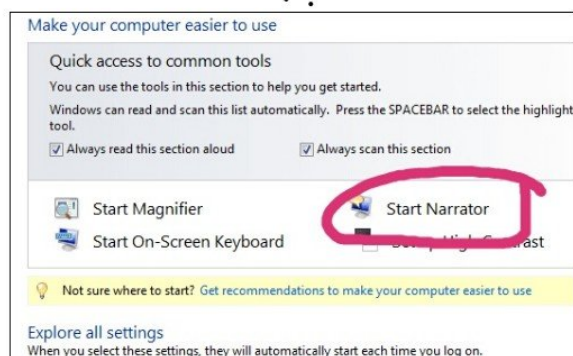 Make your computer easier to use
Quick access to common tools
You can use the tools in this section to help you get started.
Windows can read and scan this list automatically. Press the SPACEBAR to select the highlight
tool.
Always read this section aloud
Always scan this section
Start Magnifier
Start Narrator
Start On-Screen Keyboard
Set up High Contrast
Not sure where to start? Get recommendations to make your computer easier to use
Explore all settings
When you select these settings, they will automatically start each time you log on.